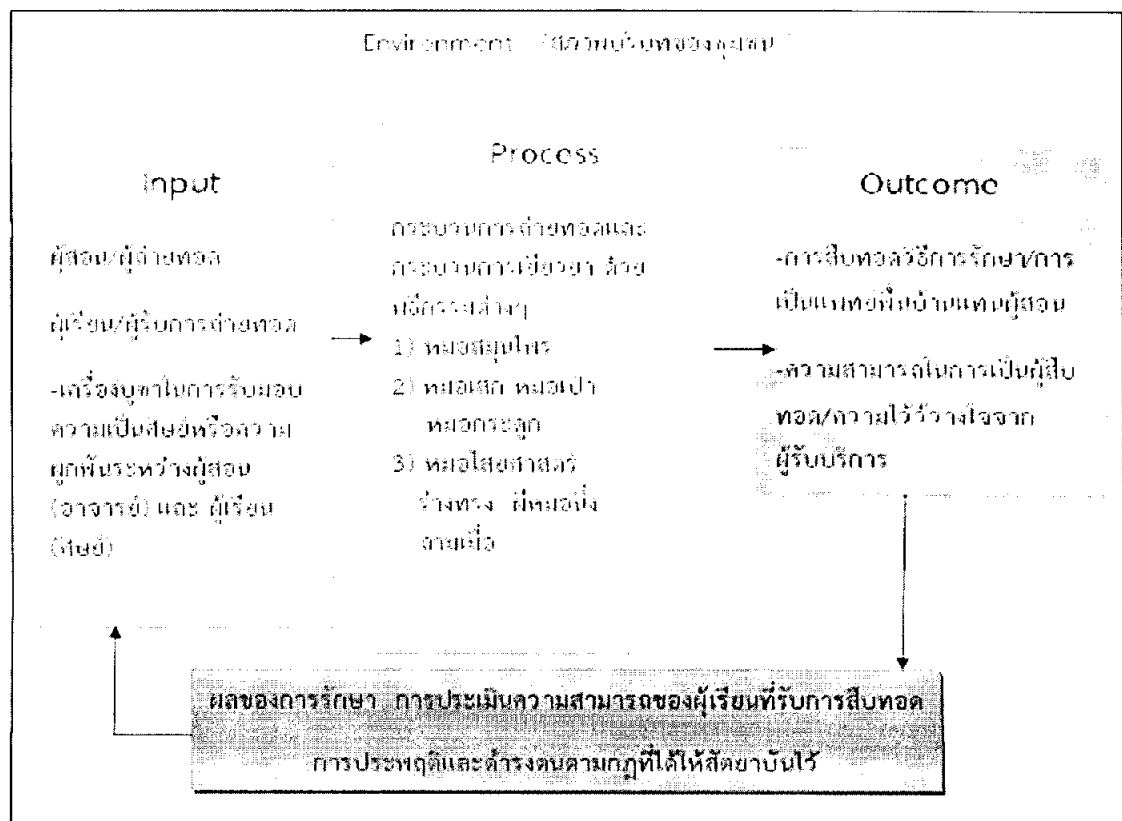 Environment (สภาพบริบทของชุมชน)
Input
ผู้สอน/ผู้ถ่ายทอด
ผู้เรียน/ผู้รับการถ่ายทอด
-เครื่องบูชาในการรับมอบ
ความเป็นศิษย์หรือความ
ผูกพันระหว่างผู้สอน
(อาจารย์) และ ผู้เรียน
(ศิษย์)
Process
กระบวนการถ่ายทอดและ
กระบวนการเยียวยา ด้วย
พิธีกรรมต่างๆ
1) หมอสมุนไพร
2) หมอเสก หมอเป่า
หมอกระดูก
3) หมอไสยศาสตร์
ร่างทรง
Outcome
-การสืบทอดวิธีการรักษา/การ
เป็นแพทย์พื้นบ้านแทนผู้สอน
-ความสามารถในการเป็นผู้สืบ
ทอด/ความไว้วางใจจาก
ผู้รับบริการ
ผลของการรักษา การประเมินความสามารถของผู้เรียนที่รับการสืบทอด
การประพฤติและดำรงตนตามกฎที่ได้ให้สัตยาบันไว้